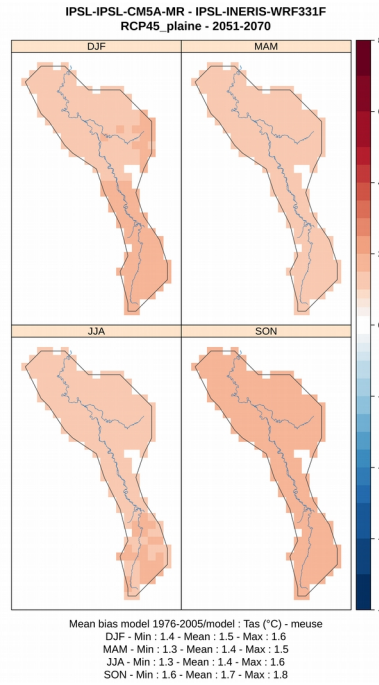 IPSL-IPSL-CM5A-MR - IPSL-INERIS-WRF331F
RCP45_plaine - 2051-2070
DJF
MAM
JJA
SON
Mean bias model 1976-2005/model : Tas (°C) - meuse
DJF - Min : 1.4 - Mean : 1.5 - Max : 1.6
MAM - Min : 1.3 - Mean : 1.4 - Max : 1.5
JJA - Min : 1.3 - Mean : 1.4 - Max : 1.6
SON - Min : 1.6 - Mean : 1.7 - Max : 1.8